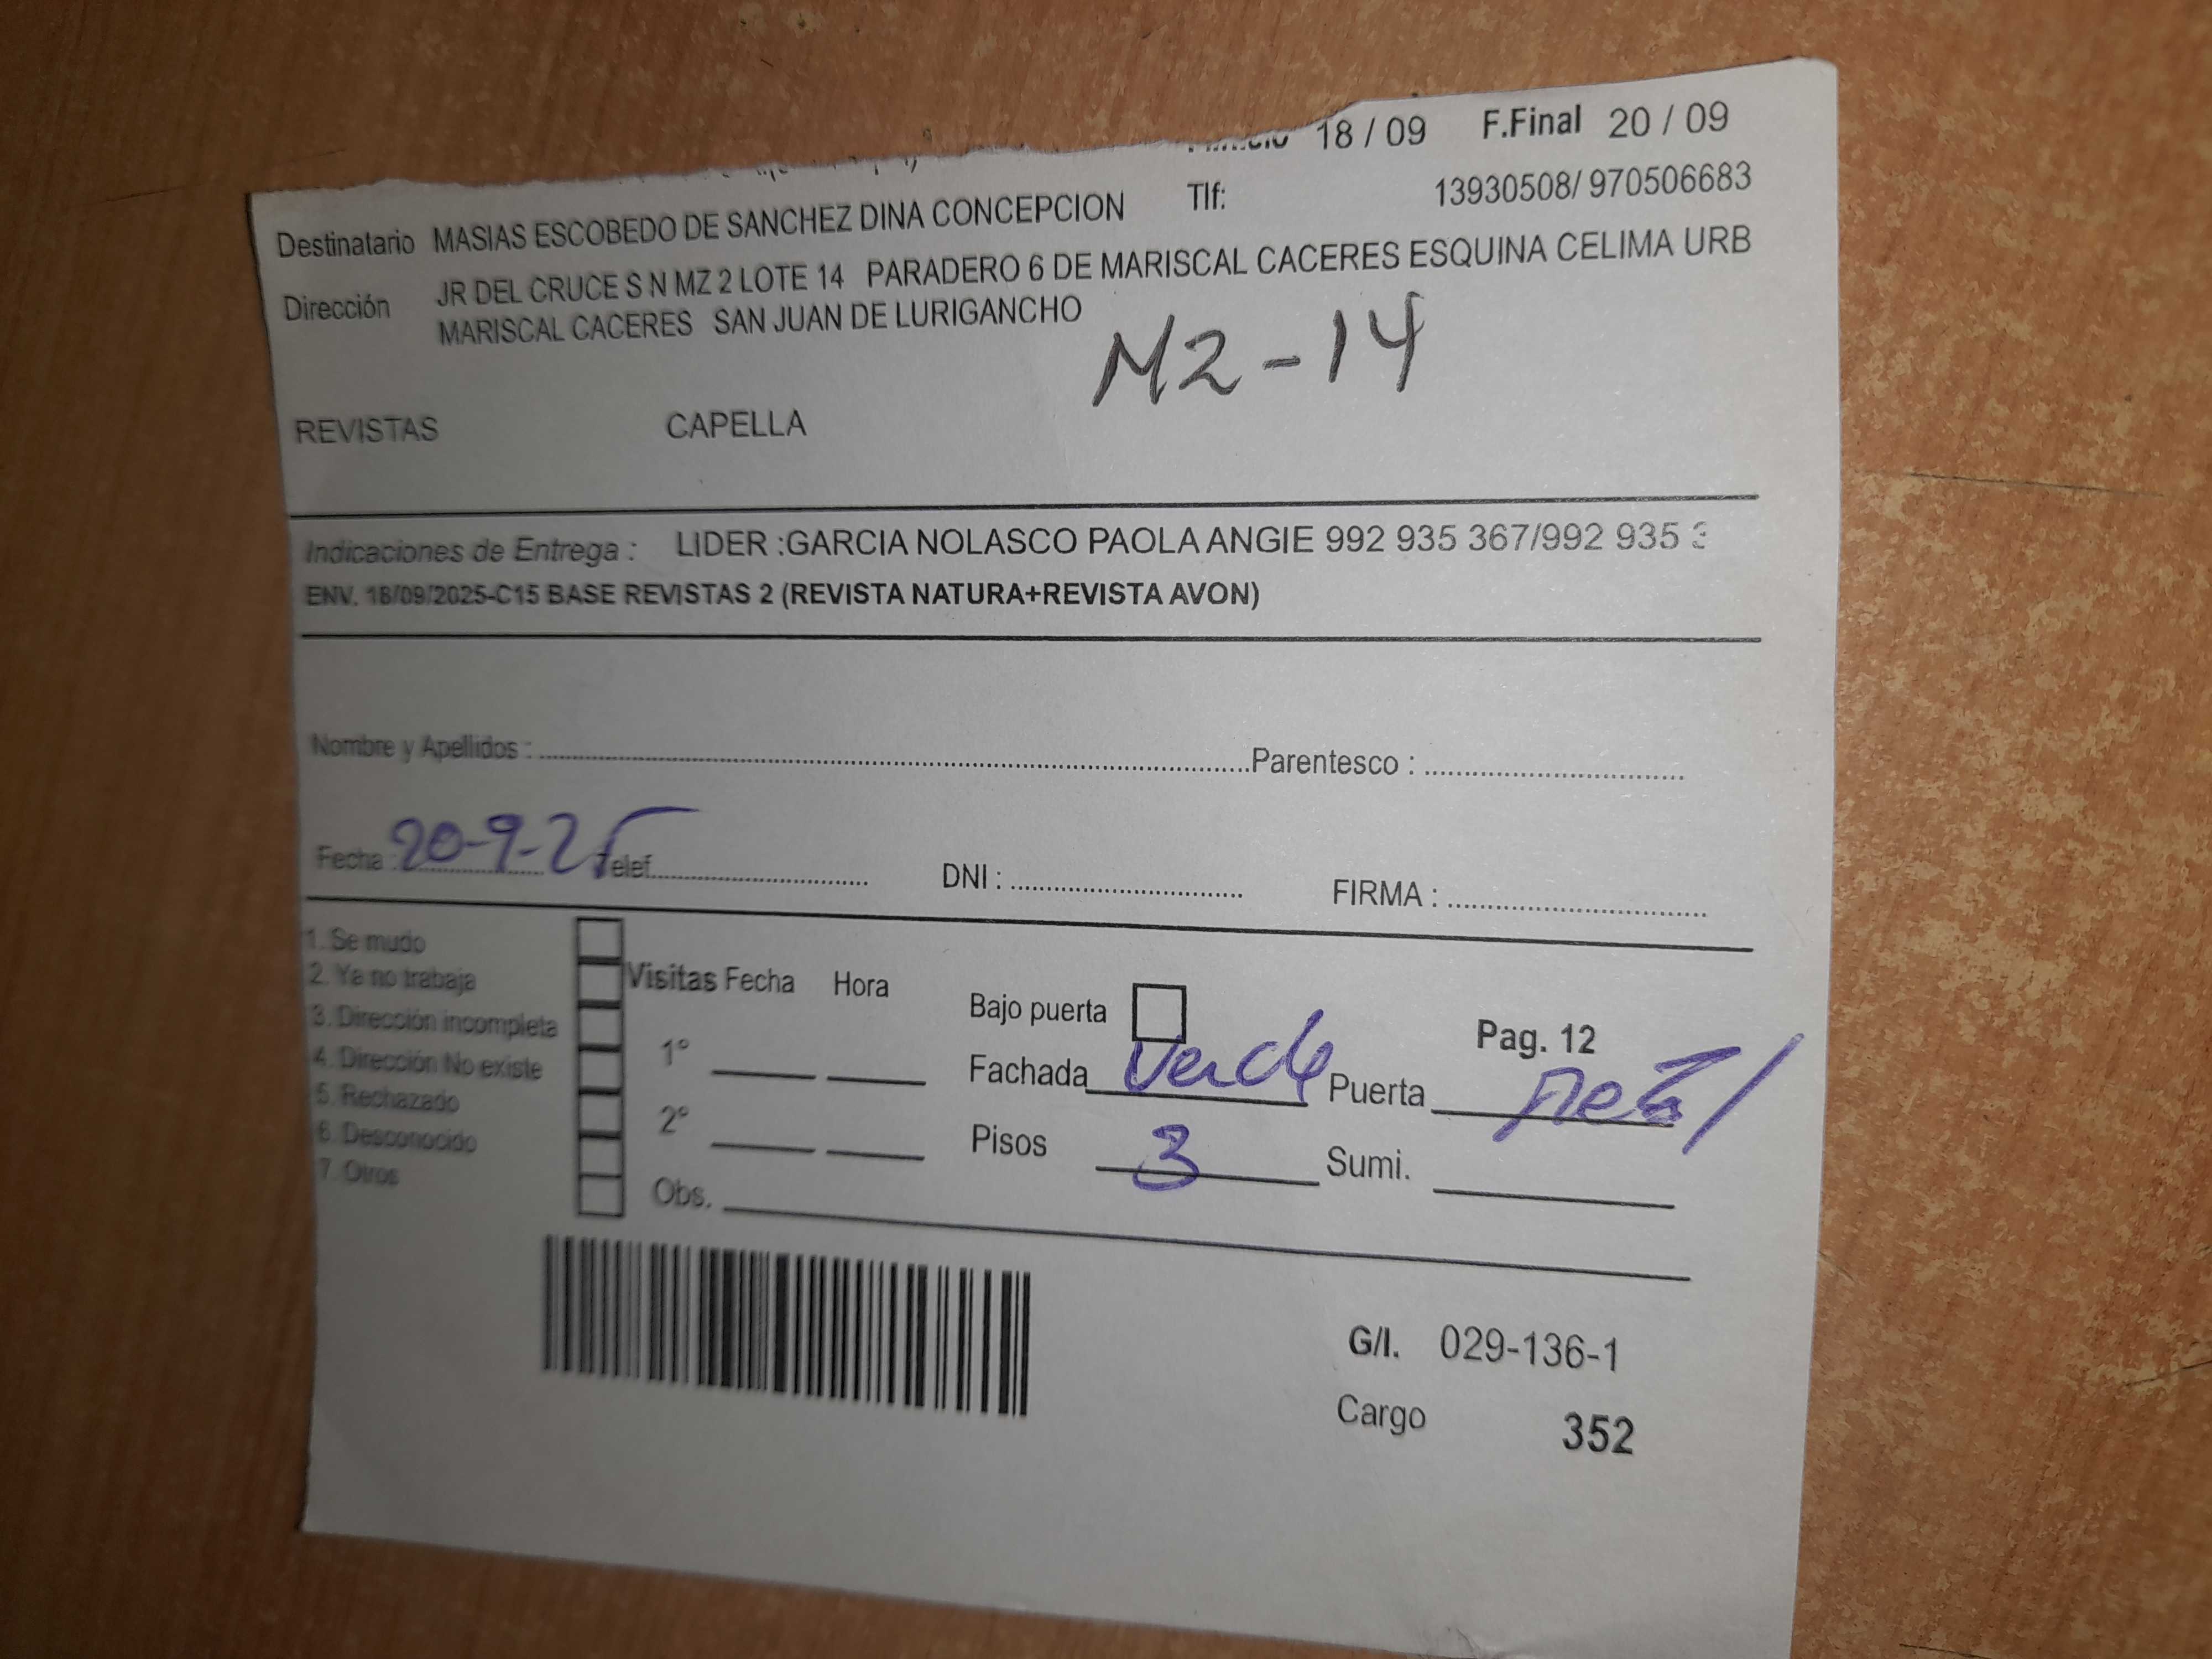 18 / 09 F.Final 20 / 09
Destinatario MASIAS ESCOBEDO DE SANCHEZ DINA CONCEPCION Tlf: 13930508/ 970506683
Dirección JR DEL CRUCE S N MZ 2 LOTE 14 PARADERO 6 DE MARISCAL CACERES ESQUINA CELIMA URB
MARISCAL CACERES SAN JUAN DE LURIGANCHO
M2-14
REVISTAS CAPELLA
Indicaciones de Entrega : LIDER :GARCIA NOLASCO PAOLA ANGIE 992 935 367/992 935 3
ENV. 18/09/2025-C15 BASE REVISTAS 2 (REVISTA NATURA+REVISTA AVON)
Nombre y Apellidos : Parentesco :
Fecha : 20-9-25 Telef. DNI : FIRMA :
1. Se mudo
2. Ya no trabaja
3. Dirección incompleta
4. Dirección No existe
5. Rechazado
6. Desconocido
7. Otros
Visitas Fecha Hora
1°
2°
Obs.
Bajo puerta Pag. 12
Fachada Verde Puerta metal
Pisos 3 Sumi.
G/I. 029-136-1
Cargo 352